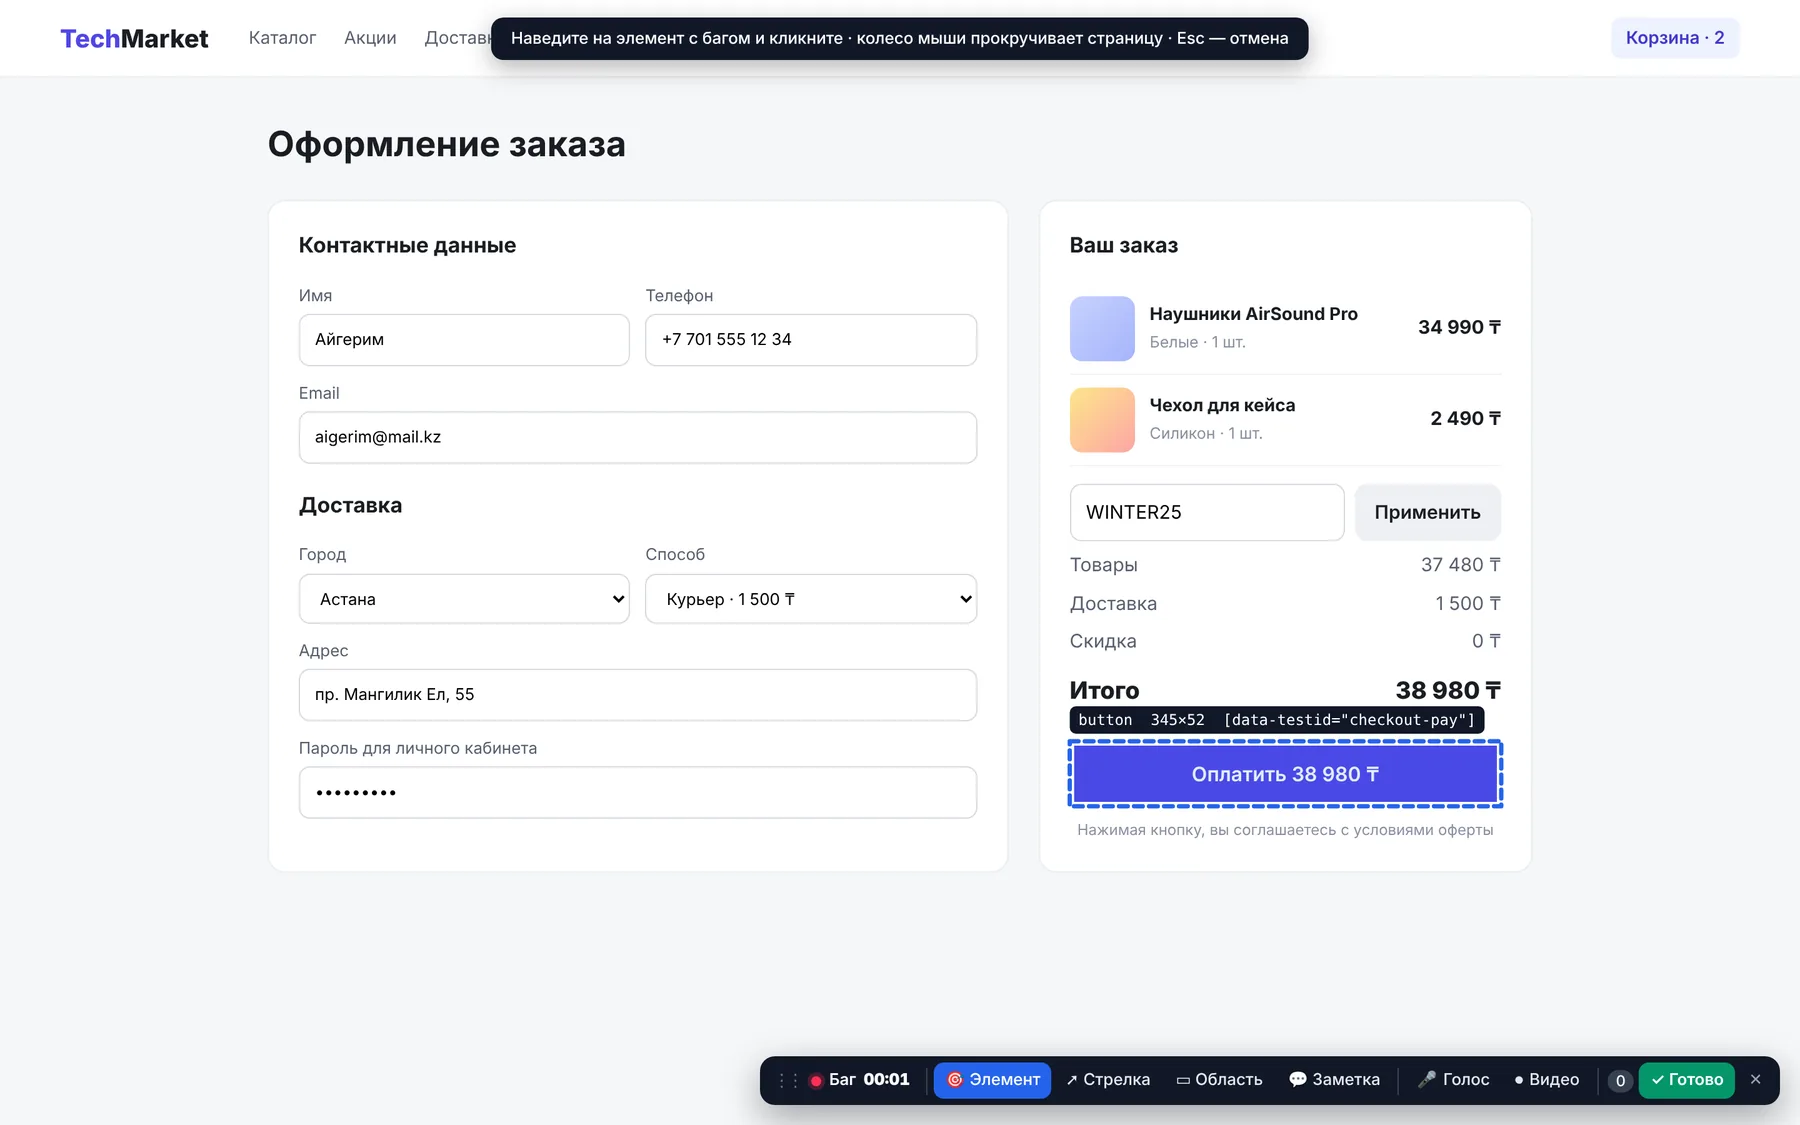 TechMarket Каталог Акции Достав Наведите на элемент с багом и кликните · колесо мыши прокручивает страницу · Esc — отмена Корзина · 2
Оформление заказа
Контактные данные
Имя Телефон
Айгерим +7 701 555 12 34
Email
aigerim@mail.kz
Доставка
Город Способ
Астана Курьер · 1 500 ₸
Адрес
пр. Мангилик Ел, 55
Пароль для личного кабинета
•••••••••
Ваш заказ
Наушники AirSound Pro 34 990 ₸
Белые · 1 шт.
Чехол для кейса 2 490 ₸
Силикон · 1 шт.
WINTER25 Применить
Товары 37 480 ₸
Доставка 1 500 ₸
Скидка 0 ₸
Итого 38 980 ₸
button 345×52 [data-testid="checkout-pay"]
Оплатить 38 980 ₸
Нажимая кнопку, вы соглашаетесь с условиями оферты
Баг 00:01 Элемент Стрелка Область Заметка Голос Видео 0 Готово